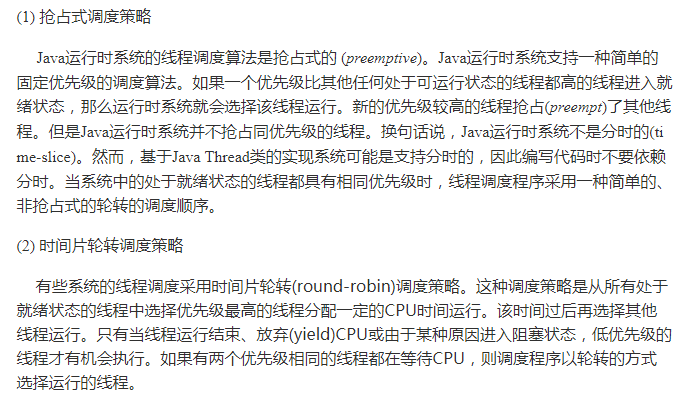 (1) 抢占式调度策略
Java运行时系统的线程调度算法是抢占式的 (preemptive)。Java运行时系统支持一种简单的
固定优先级的调度算法。如果一个优先级比其他任何处于可运行状态的线程都高的线程进入就
绪状态，那么运行时系统就会选择该线程运行。新的优先级较高的线程抢占(preempt)了其他线
程。但是Java运行时系统并不抢占同优先级的线程。换句话说，Java运行时系统不是分时的(ti
me-slice)。然而，基于Java Thread类的实现系统可能是支持分时的，因此编写代码时不要依赖
分时。当系统中的处于就绪状态的线程都具有相同优先级时，线程调度程序采用一种简单的、
非抢占式的轮转的调度顺序。
(2) 时间片轮转调度策略
有些系统的线程调度采用时间片轮转(round-robin)调度策略。这种调度策略是从所有处于
就绪状态的线程中选择优先级最高的线程分配一定的CPU时间运行。该时间过后再选择其他
线程运行。只有当线程运行结束、放弃(yield)CPU或由于某种原因进入阻塞状态，低优先级的
线程才有机会执行。如果有两个优先级相同的线程都在等待CPU，则调度程序以轮转的方式
选择运行的线程。